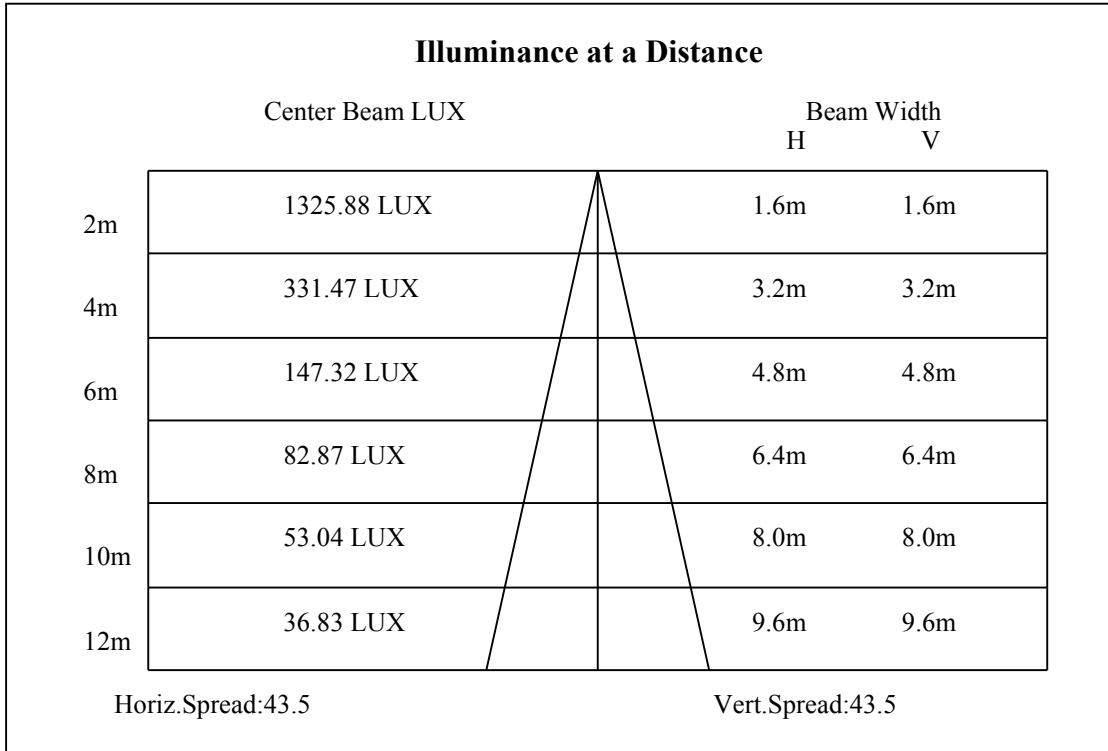 Illuminance at a Distance
Center Beam LUX Beam Width
H V
2m 1325.88 LUX 1.6m 1.6m
4m 331.47 LUX 3.2m 3.2m
6m 147.32 LUX 4.8m 4.8m
8m 82.87 LUX 6.4m 6.4m
10m 53.04 LUX 8.0m 8.0m
12m 36.83 LUX 9.6m 9.6m
Horiz.Spread:43.5 Vert.Spread:43.5